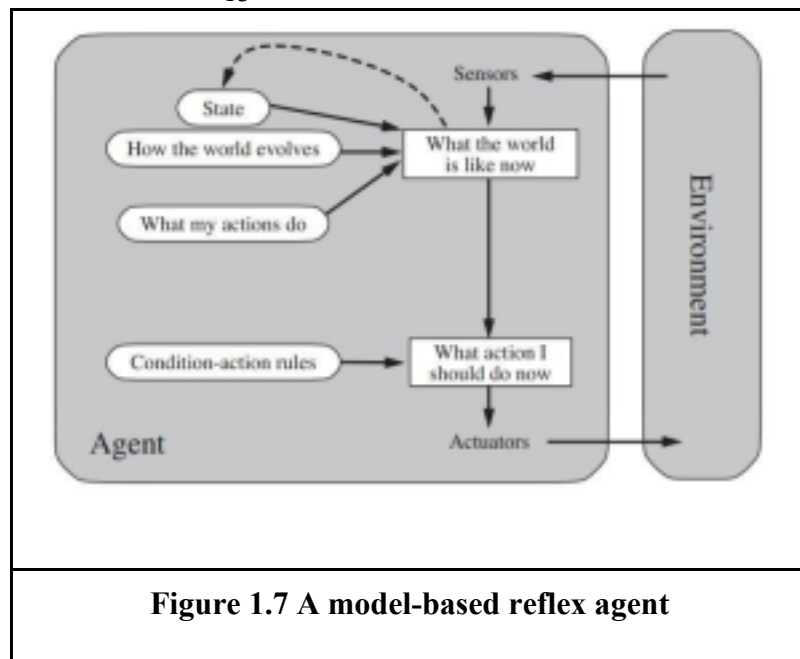 Sensors
State
How the world evolves
What the world
is like now
What my actions do
Environment
Condition-action rules
What action I
should do now
Agent
Actuators
Figure 1.7 A model-based reflex agent